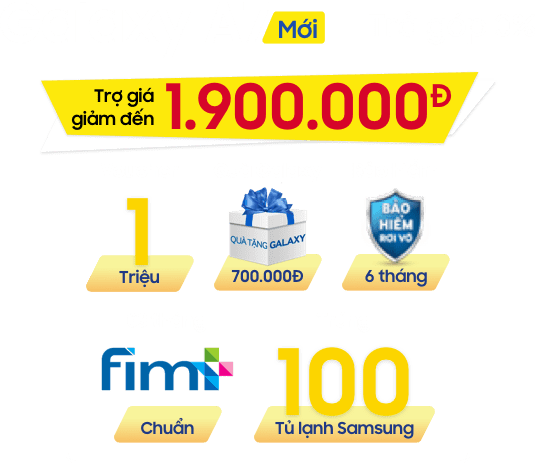 Mới
Trợ giá
giảm đến
1.900.000Đ
1
Triệu
QUÀ TẶNG GALAXY
700.000Đ
BẢO
HIỂM
RƠI VỠ
6 tháng
fim+
Chuẩn
100
Tủ lạnh Samsung